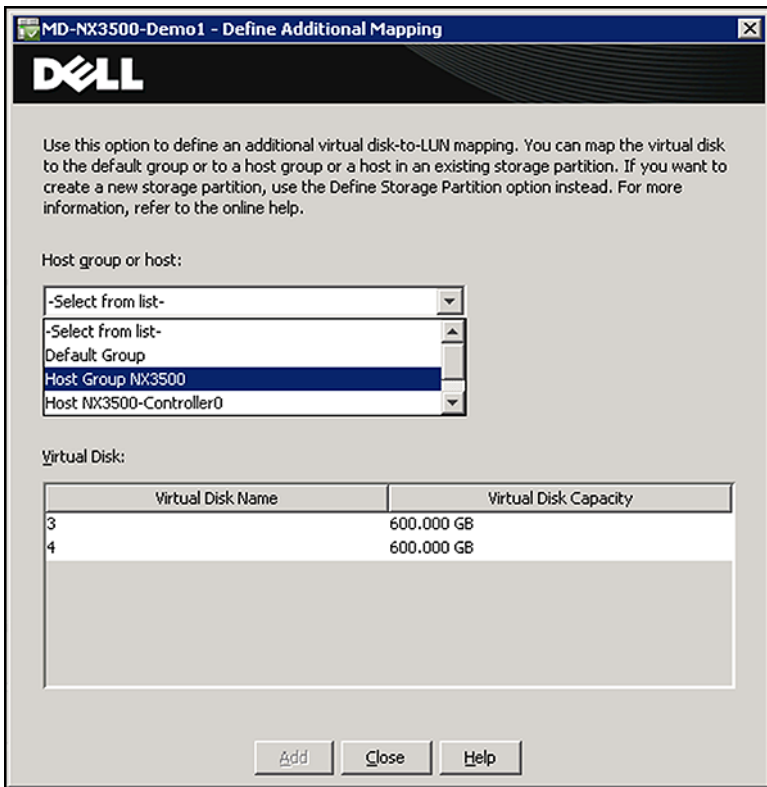 MD-NX3500-Demo1 - Define Additional Mapping
DELL
Use this option to define an additional virtual disk-to-LUN mapping. You can map the virtual disk
to the default group or to a host group or a host in an existing storage partition. If you want to
create a new storage partition, use the Define Storage Partition option instead. For more
information, refer to the online help.
Host group or host:
-Select from list-
-Select from list-
Default Group
Host Group NX3500
Host NX3500-Controller0
Virtual Disk:
Virtual Disk Name Virtual Disk Capacity
3 600.000 GB
4 600.000 GB
Add Close Help